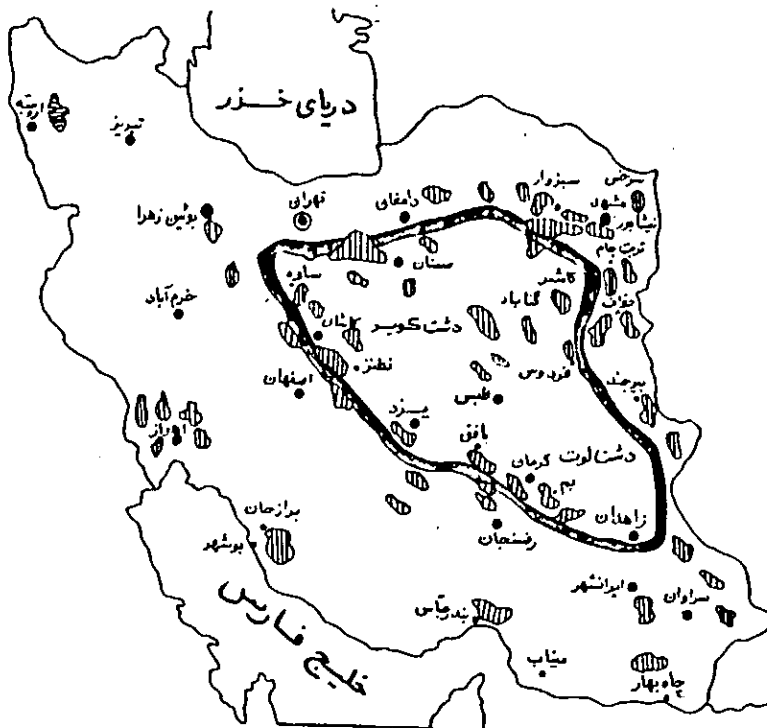 دریای خزر
ارومیه
تبریز
بوئین زهرا
تهران
دامغان
سبزوار
سرخس
مشهد
نیشابور
تربت جام
سمنان
کاشمر
گناباد
خواف
ساوه
خرم آباد
کاشان
دشت کویر
نطنز
فردوس
بیرجند
اصفهان
طبس
یزد
اهواز
بافق
دشت لوت
کرمان
بم
زاهدان
رفسنجان
برازجان
بوشهر
خلیج فارس
ایرانشهر
سراوان
بندرعباس
میناب
چاه بهار